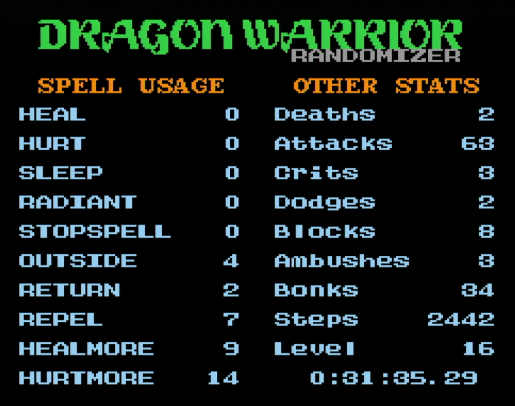 DRAGON WARRIOR
RANDOMIZER
SPELL USAGE OTHER STATS
HEAL 0 Deaths 2
HURT 0 Attacks 63
SLEEP 0 Crits 3
RADIANT 0 Dodges 2
STOPSPELL 0 Blocks 8
OUTSIDE 4 Ambushes 3
RETURN 2 Bonks 34
REPEL 7 Steps 2442
HEALMORE 9 Level 16
HURTMORE 14 0:31:35.29